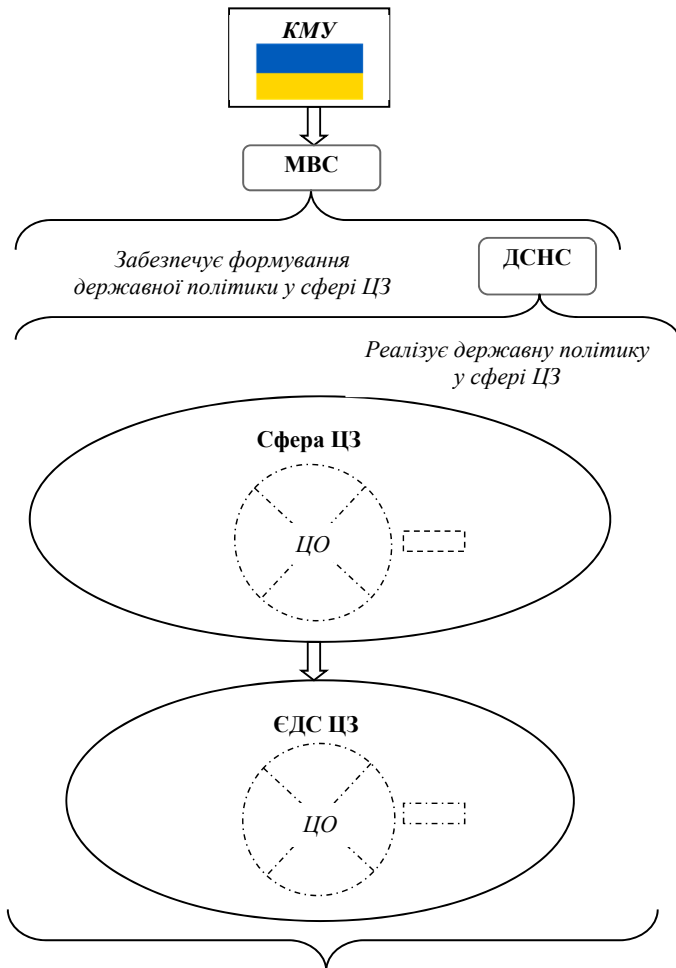 КМУ
МВС
Забезпечує формування
державної політики у сфері ЦЗ
ДСНС
Реалізує державну політику
у сфері ЦЗ
Сфера ЦЗ
ЦО
ЄДС ЦЗ
ЦО